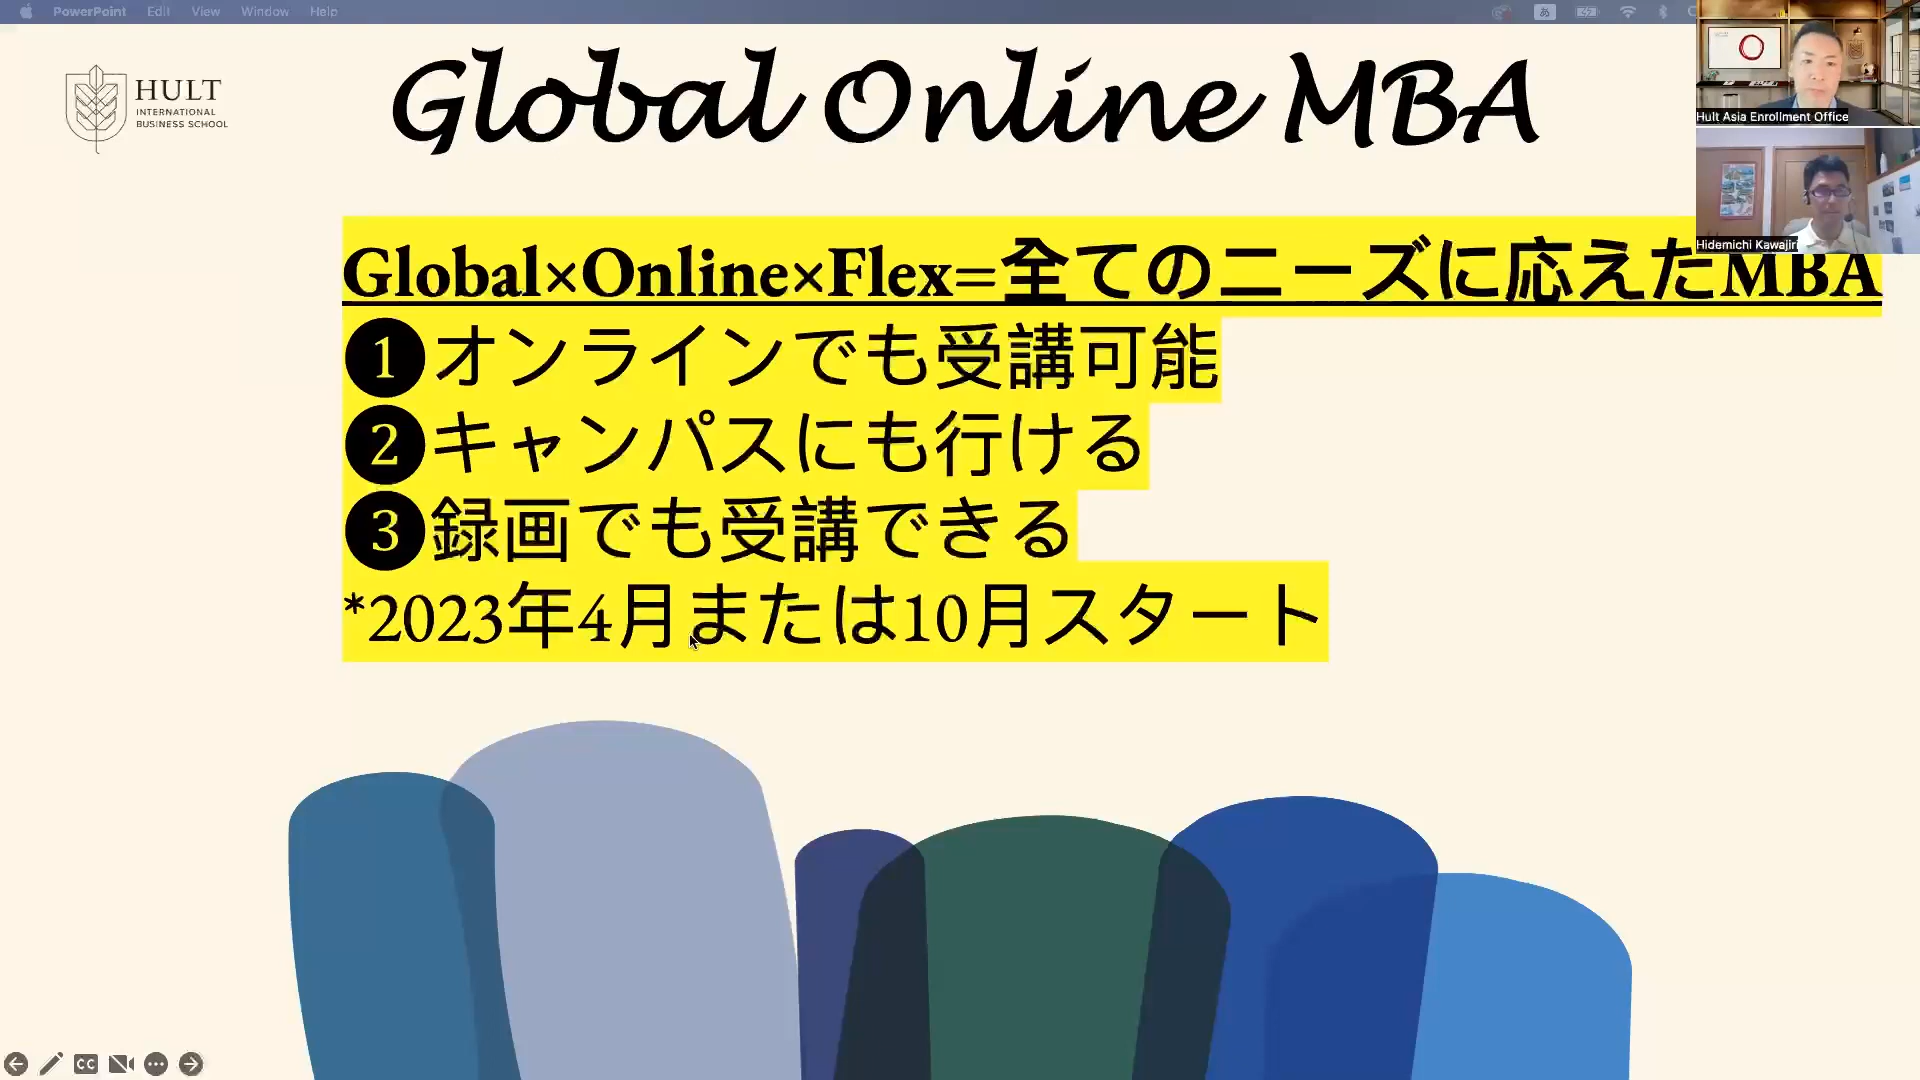 PowerPoint Edit View Window Help
あ
HULT
INTERNATIONAL
BUSINESS SCHOOL
Global Online MBA
Hult Asia Enrollment Office
Hidemichi Kawajiri
Global×Online×Flex=全てのニーズに応えたMBA
❶オンラインでも受講可能
❷キャンパスにも行ける
❸録画でも受講できる
*2023年4月または10月スタート
CC